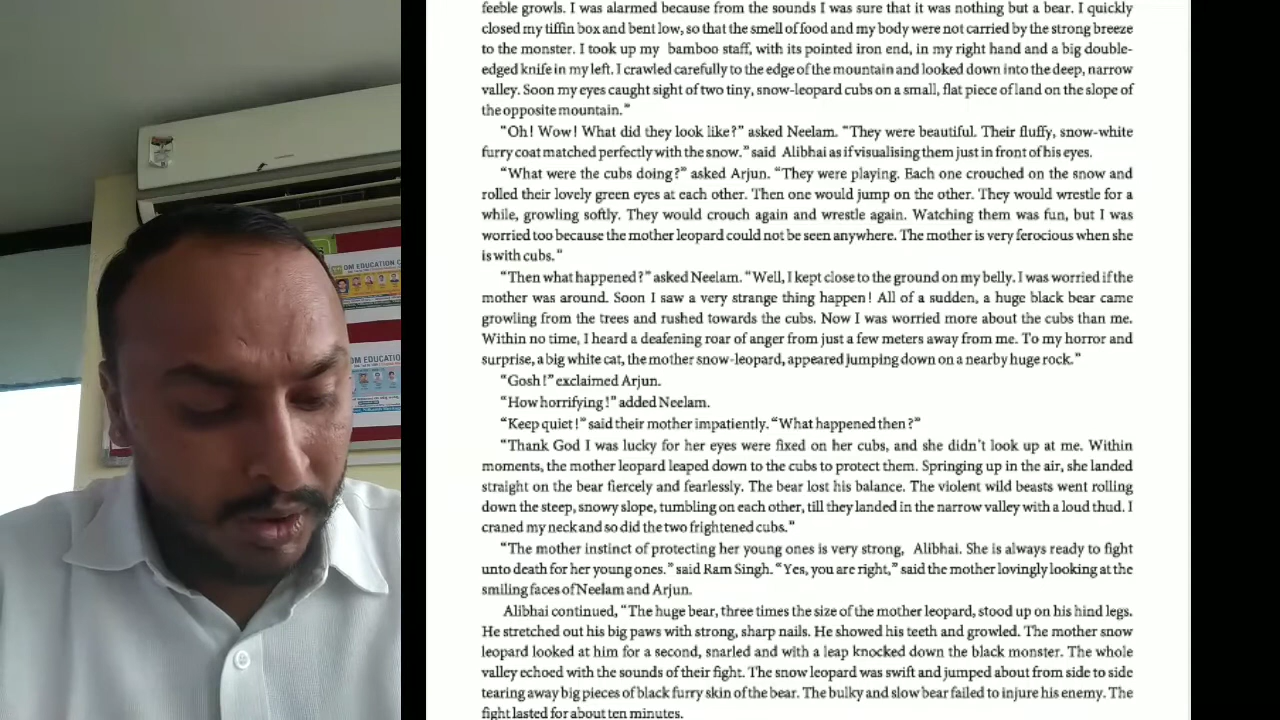 feeble growls. I was alarmed because from the sounds I was sure that it was nothing but a bear. I quickly
closed my tiffin box and bent low, so that the smell of food and my body were not carried by the strong breeze
to the monster. I took up my bamboo staff, with its pointed iron end, in my right hand and a big double-
edged knife in my left. I crawled carefully to the edge of the mountain and looked down into the deep, narrow
valley. Soon my eyes caught sight of two tiny, snow-leopard cubs on a small, flat piece of land on the slope of
the opposite mountain."
"Oh! Wow! What did they look like?" asked Neelam. "They were beautiful. Their fluffy, snow-white
furry coat matched perfectly with the snow." said Alibhai as if visualising them just in front of his eyes.
"What were the cubs doing?" asked Arjun. "They were playing. Each one crouched on the snow and
rolled their lovely green eyes at each other. Then one would jump on the other. They would wrestle for a
while, growling softly. They would crouch again and wrestle again. Watching them was fun, but I was
worried too because the mother leopard could not be seen anywhere. The mother is very ferocious when she
is with cubs."
"Then what happened?" asked Neelam. "Well, I kept close to the ground on my belly. I was worried if the
mother was around. Soon I saw a very strange thing happen! All of a sudden, a huge black bear came
growling from the trees and rushed towards the cubs. Now I was worried more about the cubs than me.
Within no time, I heard a deafening roar of anger from just a few meters away from me. To my horror and
surprise, a big white cat, the mother snow-leopard, appeared jumping down on a nearby huge rock."
"Gosh!" exclaimed Arjun.
"How horrifying!" added Neelam.
"Keep quiet!" said their mother impatiently. "What happened then?"
"Thank God I was lucky for her eyes were fixed on her cubs, and she didn't look up at me. Within
moments, the mother leopard leaped down to the cubs to protect them. Springing up in the air, she landed
straight on the bear fiercely and fearlessly. The bear lost his balance. The violent wild beasts went rolling
down the steep, snowy slope, tumbling on each other, till they landed in the narrow valley with a loud thud. I
craned my neck and so did the two frightened cubs."
"The mother instinct of protecting her young ones is very strong, Alibhai. She is always ready to fight
unto death for her young ones." said Ram Singh. "Yes, you are right," said the mother lovingly looking at the
smiling faces of Neelam and Arjun.
Alibhai continued, "The huge bear, three times the size of the mother leopard, stood up on his hind legs.
He stretched out his big paws with strong, sharp nails. He showed his teeth and growled. The mother snow
leopard looked at him for a second, snarled and with a leap knocked down the black monster. The whole
valley echoed with the sounds of their fight. The snow leopard was swift and jumped about from side to side
tearing away big pieces of black furry skin of the bear. The bulky and slow bear failed to injure his enemy. The
fight lasted for about ten minutes.
OM EDUCATION
EDUCATIO